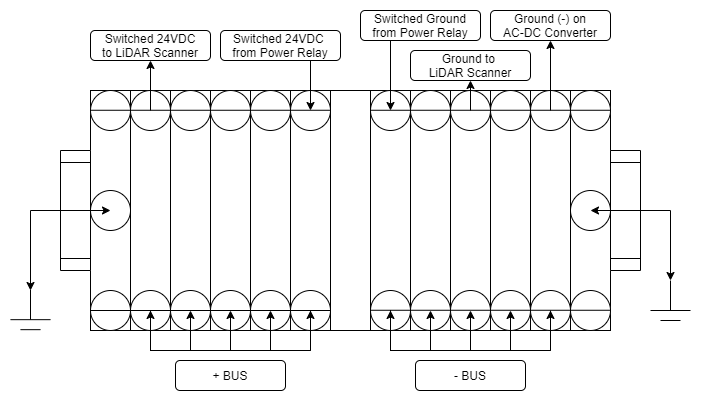 Switched 24VDC
to LiDAR Scanner
Switched 24VDC
from Power Relay
Switched Ground
from Power Relay
Ground to
LiDAR Scanner
Ground (-) on
AC-DC Converter
+ BUS
- BUS